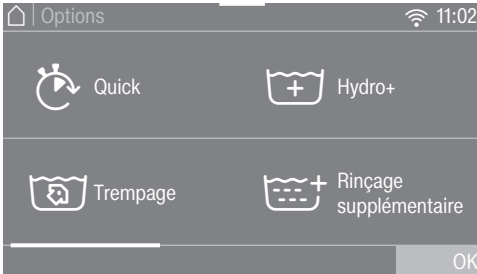 Options
11:02
Quick
Hydro+
Trempage
Rinçage
supplémentaire
OK